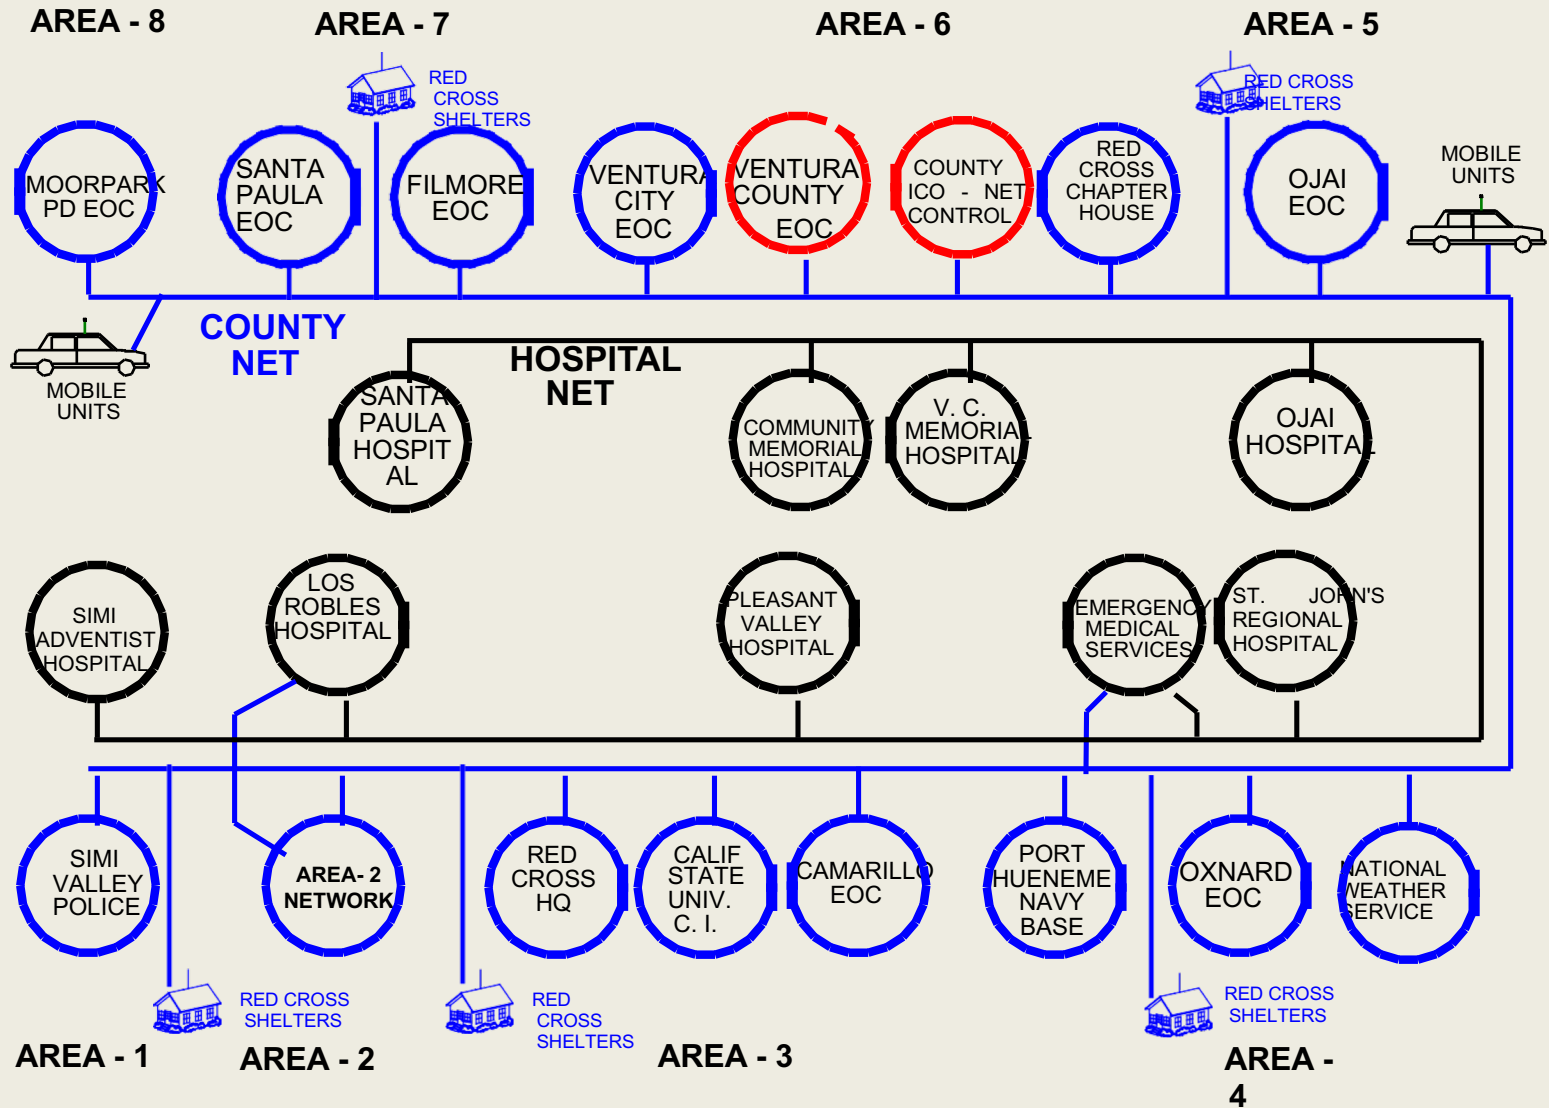 AREA - 8
AREA - 7
AREA - 6
AREA - 5
RED
CROSS
SHELTERS
RED CROSS
SHELTERS
MOORPARK
PD EOC
SANTA
PAULA
EOC
FILMORE
EOC
VENTURA
CITY
EOC
VENTURA
COUNTY
EOC
COUNTY
ICO - NET
CONTROL
RED
CROSS
CHAPTER
HOUSE
OJAI
EOC
MOBILE
UNITS
MOBILE
UNITS
COUNTY
NET
HOSPITAL
NET
SANTA
PAULA
HOSPIT
AL
COMMUNITY
MEMORIAL
HOSPITAL
V. C.
MEMORIAL
HOSPITAL
OJAI
HOSPITAL
SIMI
ADVENTIST
HOSPITAL
LOS
ROBLES
HOSPITAL
PLEASANT
VALLEY
HOSPITAL
EMERGENCY
MEDICAL
SERVICES
ST. JOHN'S
REGIONAL
HOSPITAL
SIMI
VALLEY
POLICE
AREA- 2
NETWORK
RED
CROSS
HQ
CALIF
STATE
UNIV.
C. I.
CAMARILLO
EOC
PORT
HUENEME
NAVY
BASE
OXNARD
EOC
NATIONAL
WEATHER
SERVICE
RED CROSS
SHELTERS
RED
CROSS
SHELTERS
RED CROSS
SHELTERS
AREA - 1
AREA - 2
AREA - 3
AREA -
4